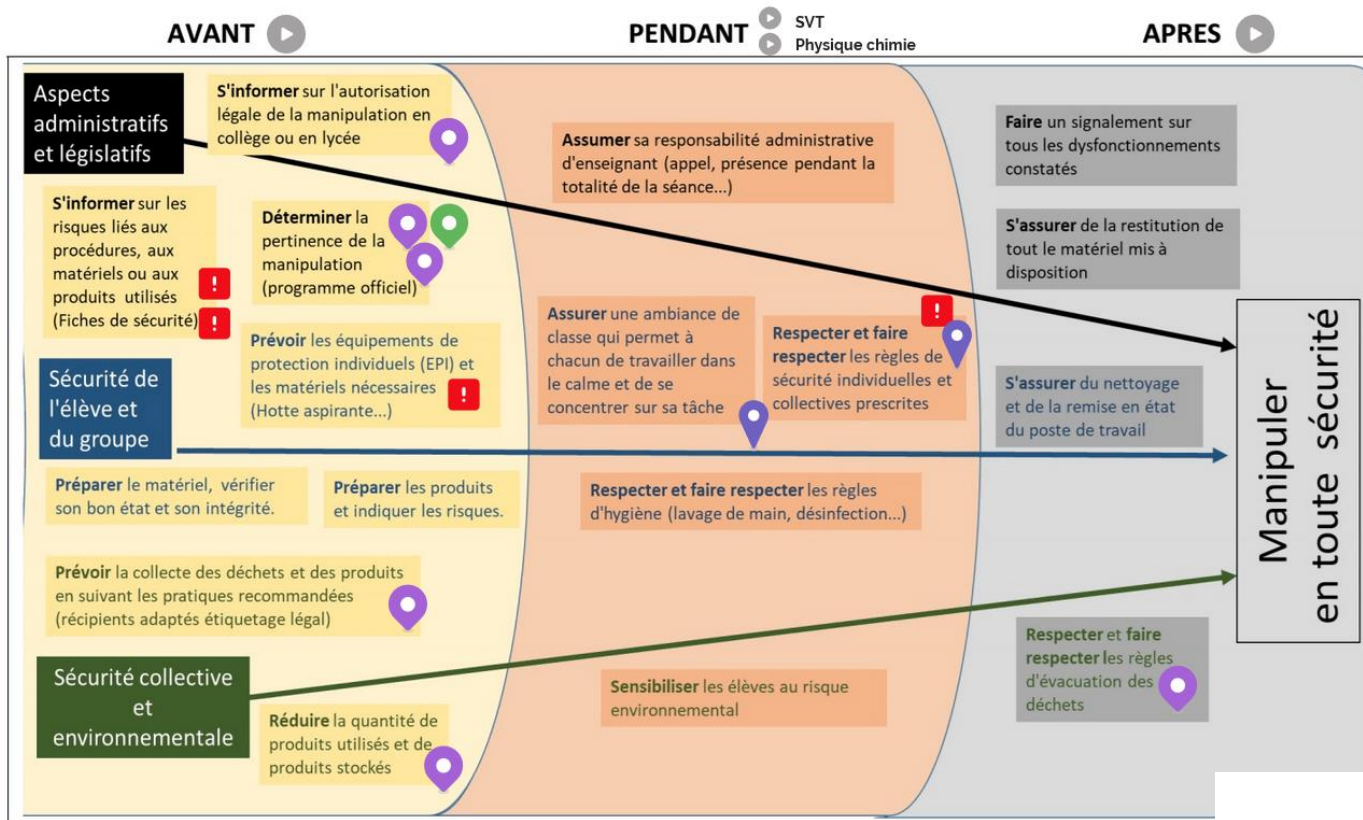 AVANT
PENDANT
SVT
Physique chimie
APRES
Aspects
administratifs
et législatifs
S'informer sur l'autorisation
légale de la manipulation en
collège ou en lycée
S'informer sur les
risques liés aux
procédures, aux
matériels ou aux
produits utilisés
(Fiches de sécurité)
Déterminer la
pertinence de la
manipulation
(programme officiel)
Prévoir les équipements de
protection individuels (EPI) et
les matériels nécessaires
(Hotte aspirante...)
Sécurité de
l'élève et
du groupe
Préparer le matériel, vérifier
son bon état et son intégrité.
Préparer les produits
et indiquer les risques.
Prévoir la collecte des déchets et des produits
en suivant les pratiques recommandées
(récipients adaptés étiquetage légal)
Sécurité collective
et
environnementale
Réduire la quantité de
produits utilisés et de
produits stockés
Assumer sa responsabilité administrative
d'enseignant (appel, présence pendant la
totalité de la séance...)
Assurer une ambiance de
classe qui permet à
chacun de travailler dans
le calme et de se
concentrer sur sa tâche
Respecter et faire
respecter les règles de
sécurité individuelles et
collectives prescrites
Respecter et faire respecter les règles
d'hygiène (lavage de main, désinfection...)
Sensibiliser les élèves au risque
environnemental
Faire un signalement sur
tous les dysfonctionnements
constatés
S'assurer de la restitution de
tout le matériel mis à
disposition
S'assurer du nettoyage
et de la remise en état
du poste de travail
Respecter et faire
respecter les règles
d'évacuation des
déchets
Manipuler
en toute sécurité